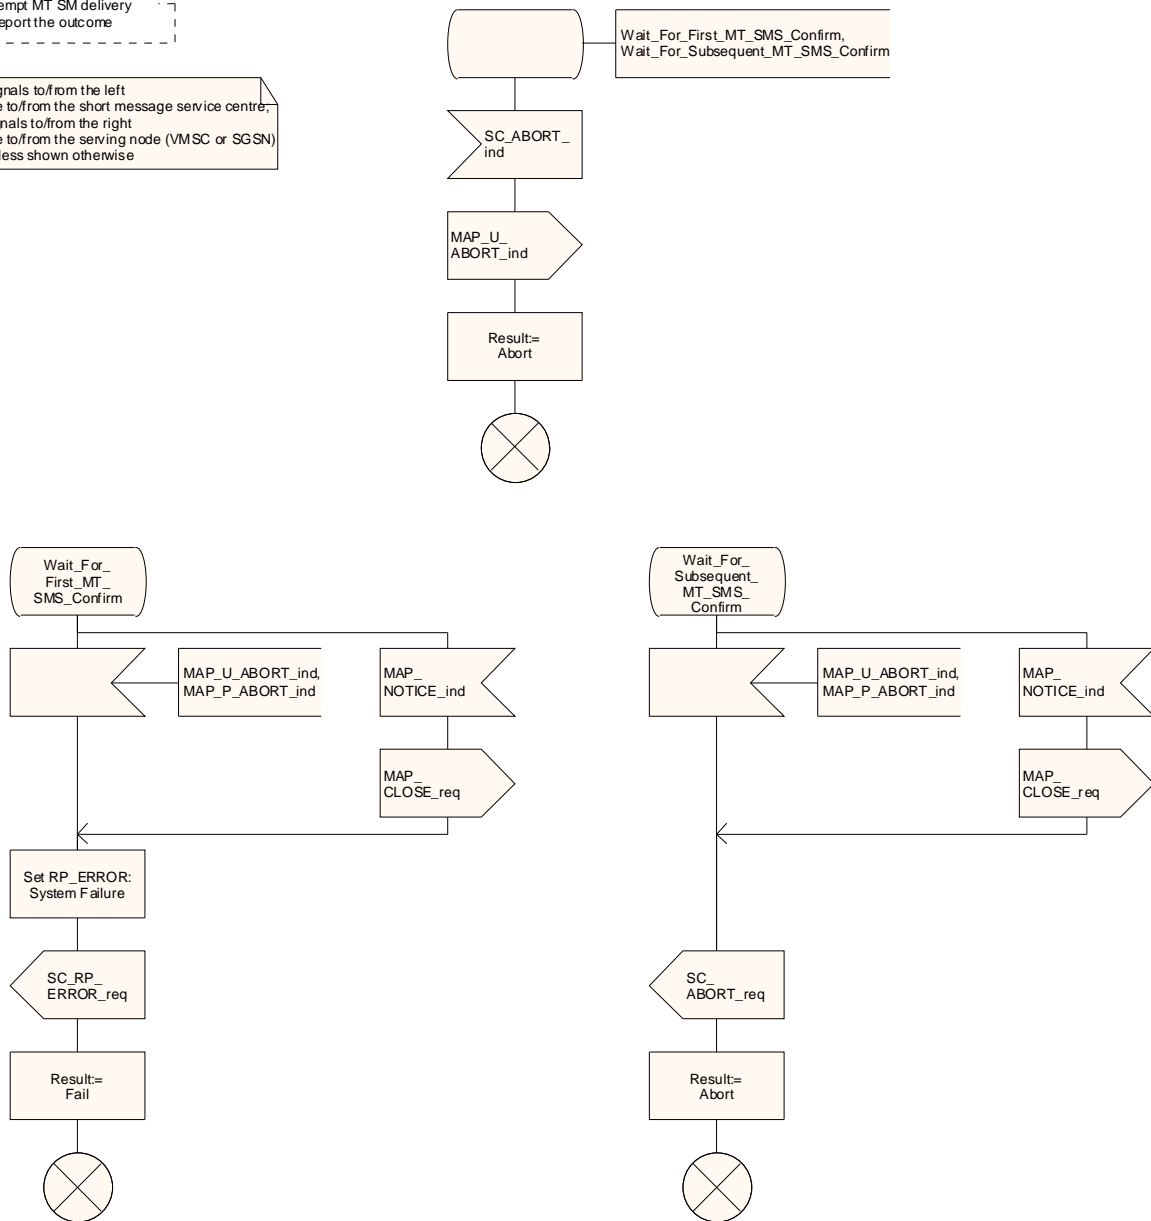 empt MT SM delivery
eport the outcome
gnals to/from the left
e to/from the short message service centre;
gnals to/from the right
e to/from the serving node (VMSC or SGSN)
less shown otherwise
Wait_For_First_MT_SMS_Confirm,
Wait_For_Subsequent_MT_SMS_Confirm
SC_ABORT_
ind
MAP_U_
ABORT_ind
Result:=
Abort
Wait_For_
First_MT_
SMS_Confirm
MAP_U_ABORT_ind,
MAP_P_ABORT_ind
MAP_
NOTICE_ind
MAP_
CLOSE_req
Set RP_ERROR:
System Failure
SC_RP_
ERROR_req
Result:=
Fail
Wait_For_
Subsequent_
MT_SMS_
Confirm
MAP_U_ABORT_ind,
MAP_P_ABORT_ind
MAP_
NOTICE_ind
MAP_
CLOSE_req
SC_
ABORT_req
Result:=
Abort